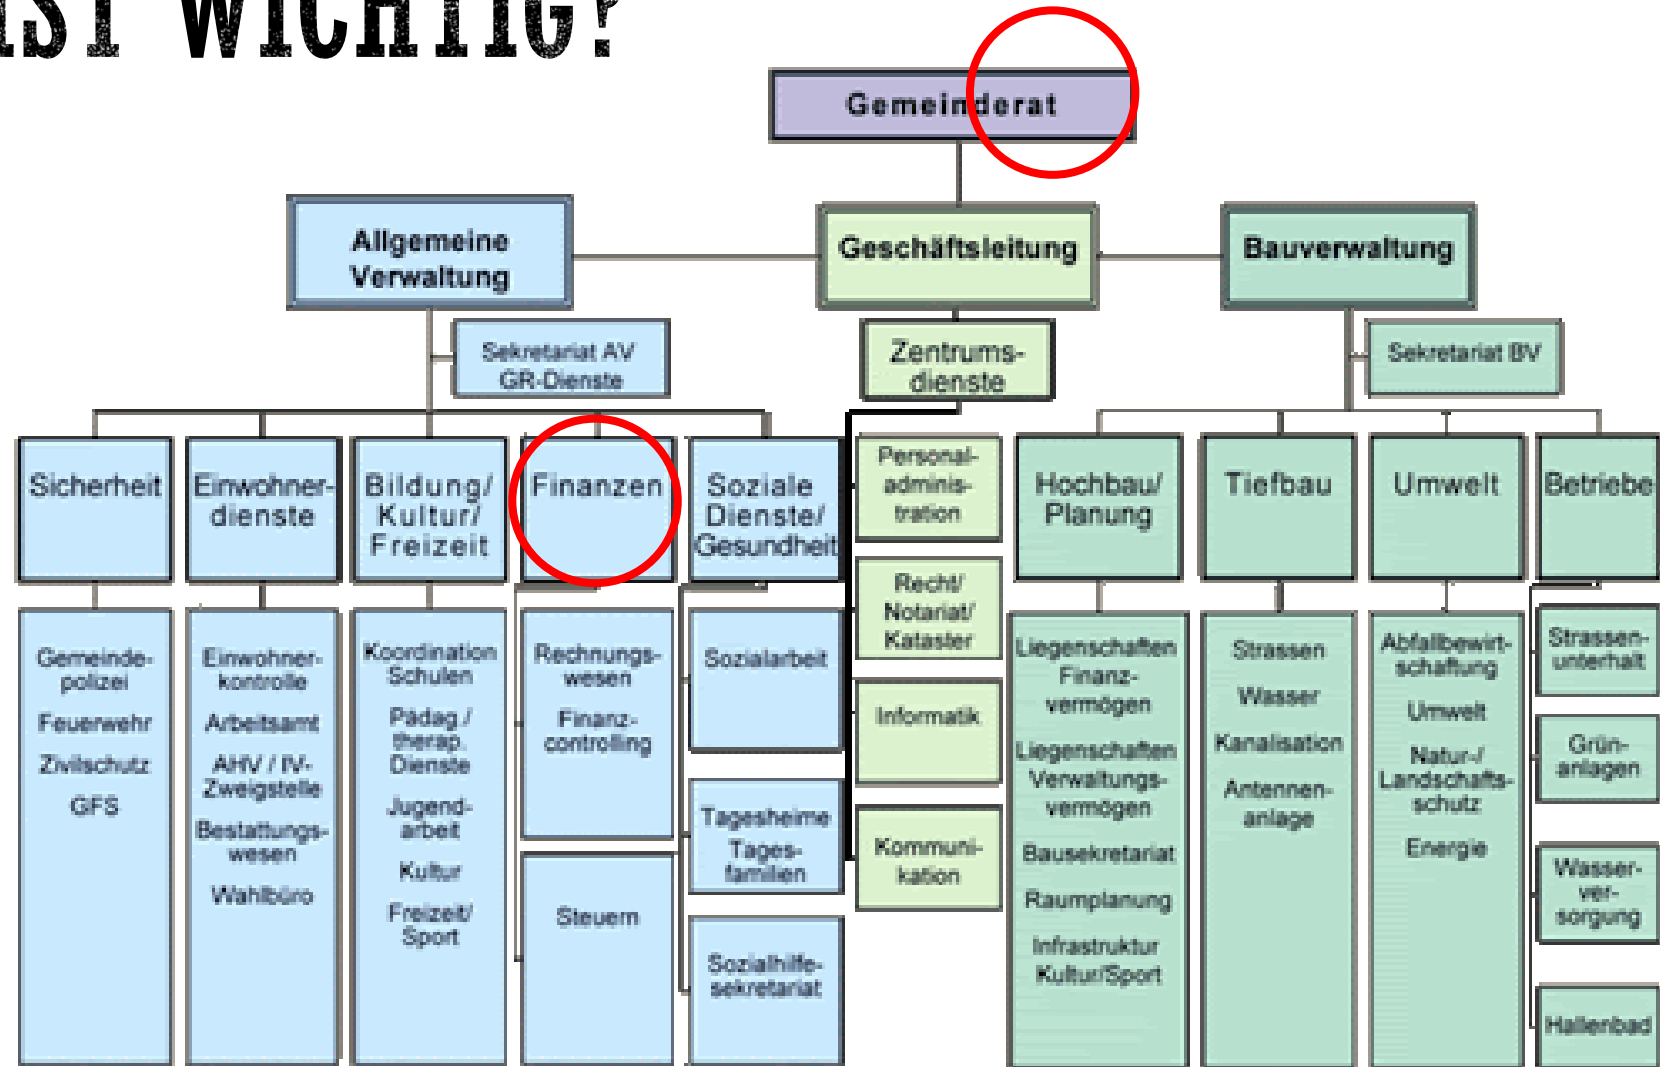 IST WICHTIG?
Gemeinderat
Allgemeine
Verwaltung
Geschäftsleitung
Bauverwaltung
Sekretariat AV
GR-Dienste
Zentrums-
dienste
Sekretariat BV
Sicherheit
Einwohner-
dienste
Bildung/
Kultur/
Freizeit
Finanzen
Soziale
Dienste/
Gesundheit
Personal-
adminis-
tration
Recht/
Notariat/
Kataster
Informatik
Kommuni-
kation
Hochbau/
Planung
Tiefbau
Umwelt
Betriebe
Gemeinde-
polizei
Feuerwehr
Zivilschutz
GFS
Einwohner-
kontrolle
Arbeitsamt
AHV / IV-
Zweigstelle
Bestattungs-
wesen
Wahlbüro
Koordination
Schulen
Pädag./
therap.
Dienste
Jugend-
arbeit
Kultur
Freizeit/
Sport
Rechnungs-
wesen
Finanz-
controlling
Steuern
Sozialarbeit
Tagesheime
Tages-
familien
Sozialhilfe-
sekretariat
Liegenschaften
Finanz-
vermögen
Liegenschaften
Verwaltungs-
vermögen
Bausekretariat
Raumplanung
Infrastruktur
Kultur/Sport
Strassen
Wasser
Kanalisation
Antennen-
anlage
Abfallbewirt-
schaftung
Umwelt
Natur-/
Landschafts-
schutz
Energie
Strassen-
unterhalt
Grün-
anlagen
Wasser-
ver-
sorgung
Hallenbad